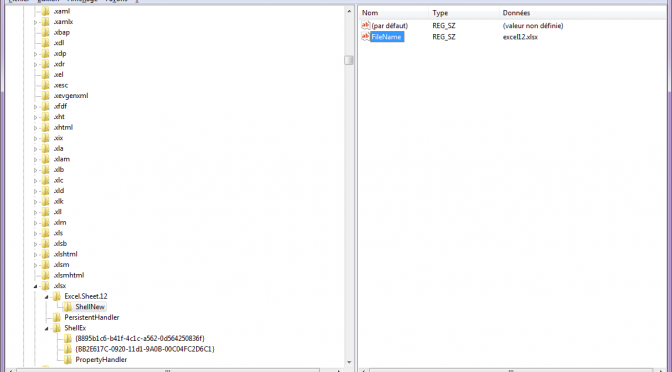 .xaml
.xamlx
.xbap
.xdl
.xdp
.xdr
.xel
.xesc
.xevgenxml
.xfdf
.xht
.xhtml
.xix
.xla
.xlam
.xlb
.xlc
.xld
.xlk
.xll
.xlm
.xls
.xlsb
.xlshtml
.xlsm
.xlsmhtml
.xlsx
Excel.Sheet.12
ShellNew
PersistentHandler
ShellEx
{8895b1c6-b41f-4c1c-a562-0d564250836f}
{BB2E617C-0920-11d1-9A0B-00C04FC2D6C1}
PropertyHandler
Nom Type Données
(par défaut) REG_SZ (valeur non définie)
FileName REG_SZ excel12.xlsx